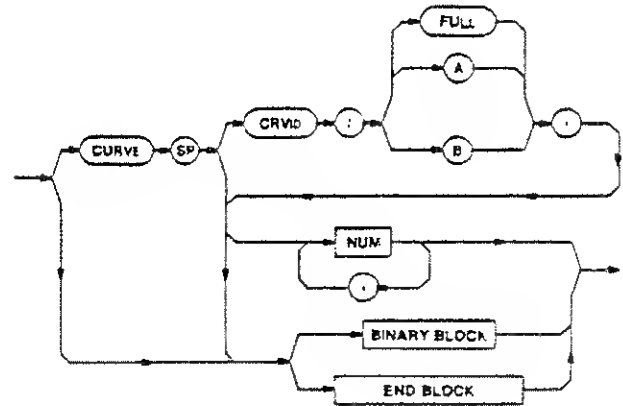 FULL
A
CURVE SP CRVID : B ,
NUM
,
BINARY BLOCK
END BLOCK